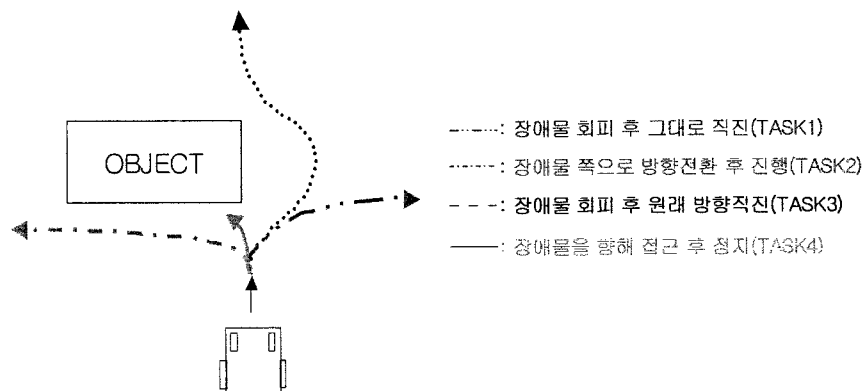 OBJECT
: 장애물 회피 후 그대로 직진(TASK1)
: 장애물 쪽으로 방향전환 후 진행(TASK2)
: 장애물 회피 후 원래 방향직진(TASK3)
: 장애물을 향해 접근 후 정지(TASK4)